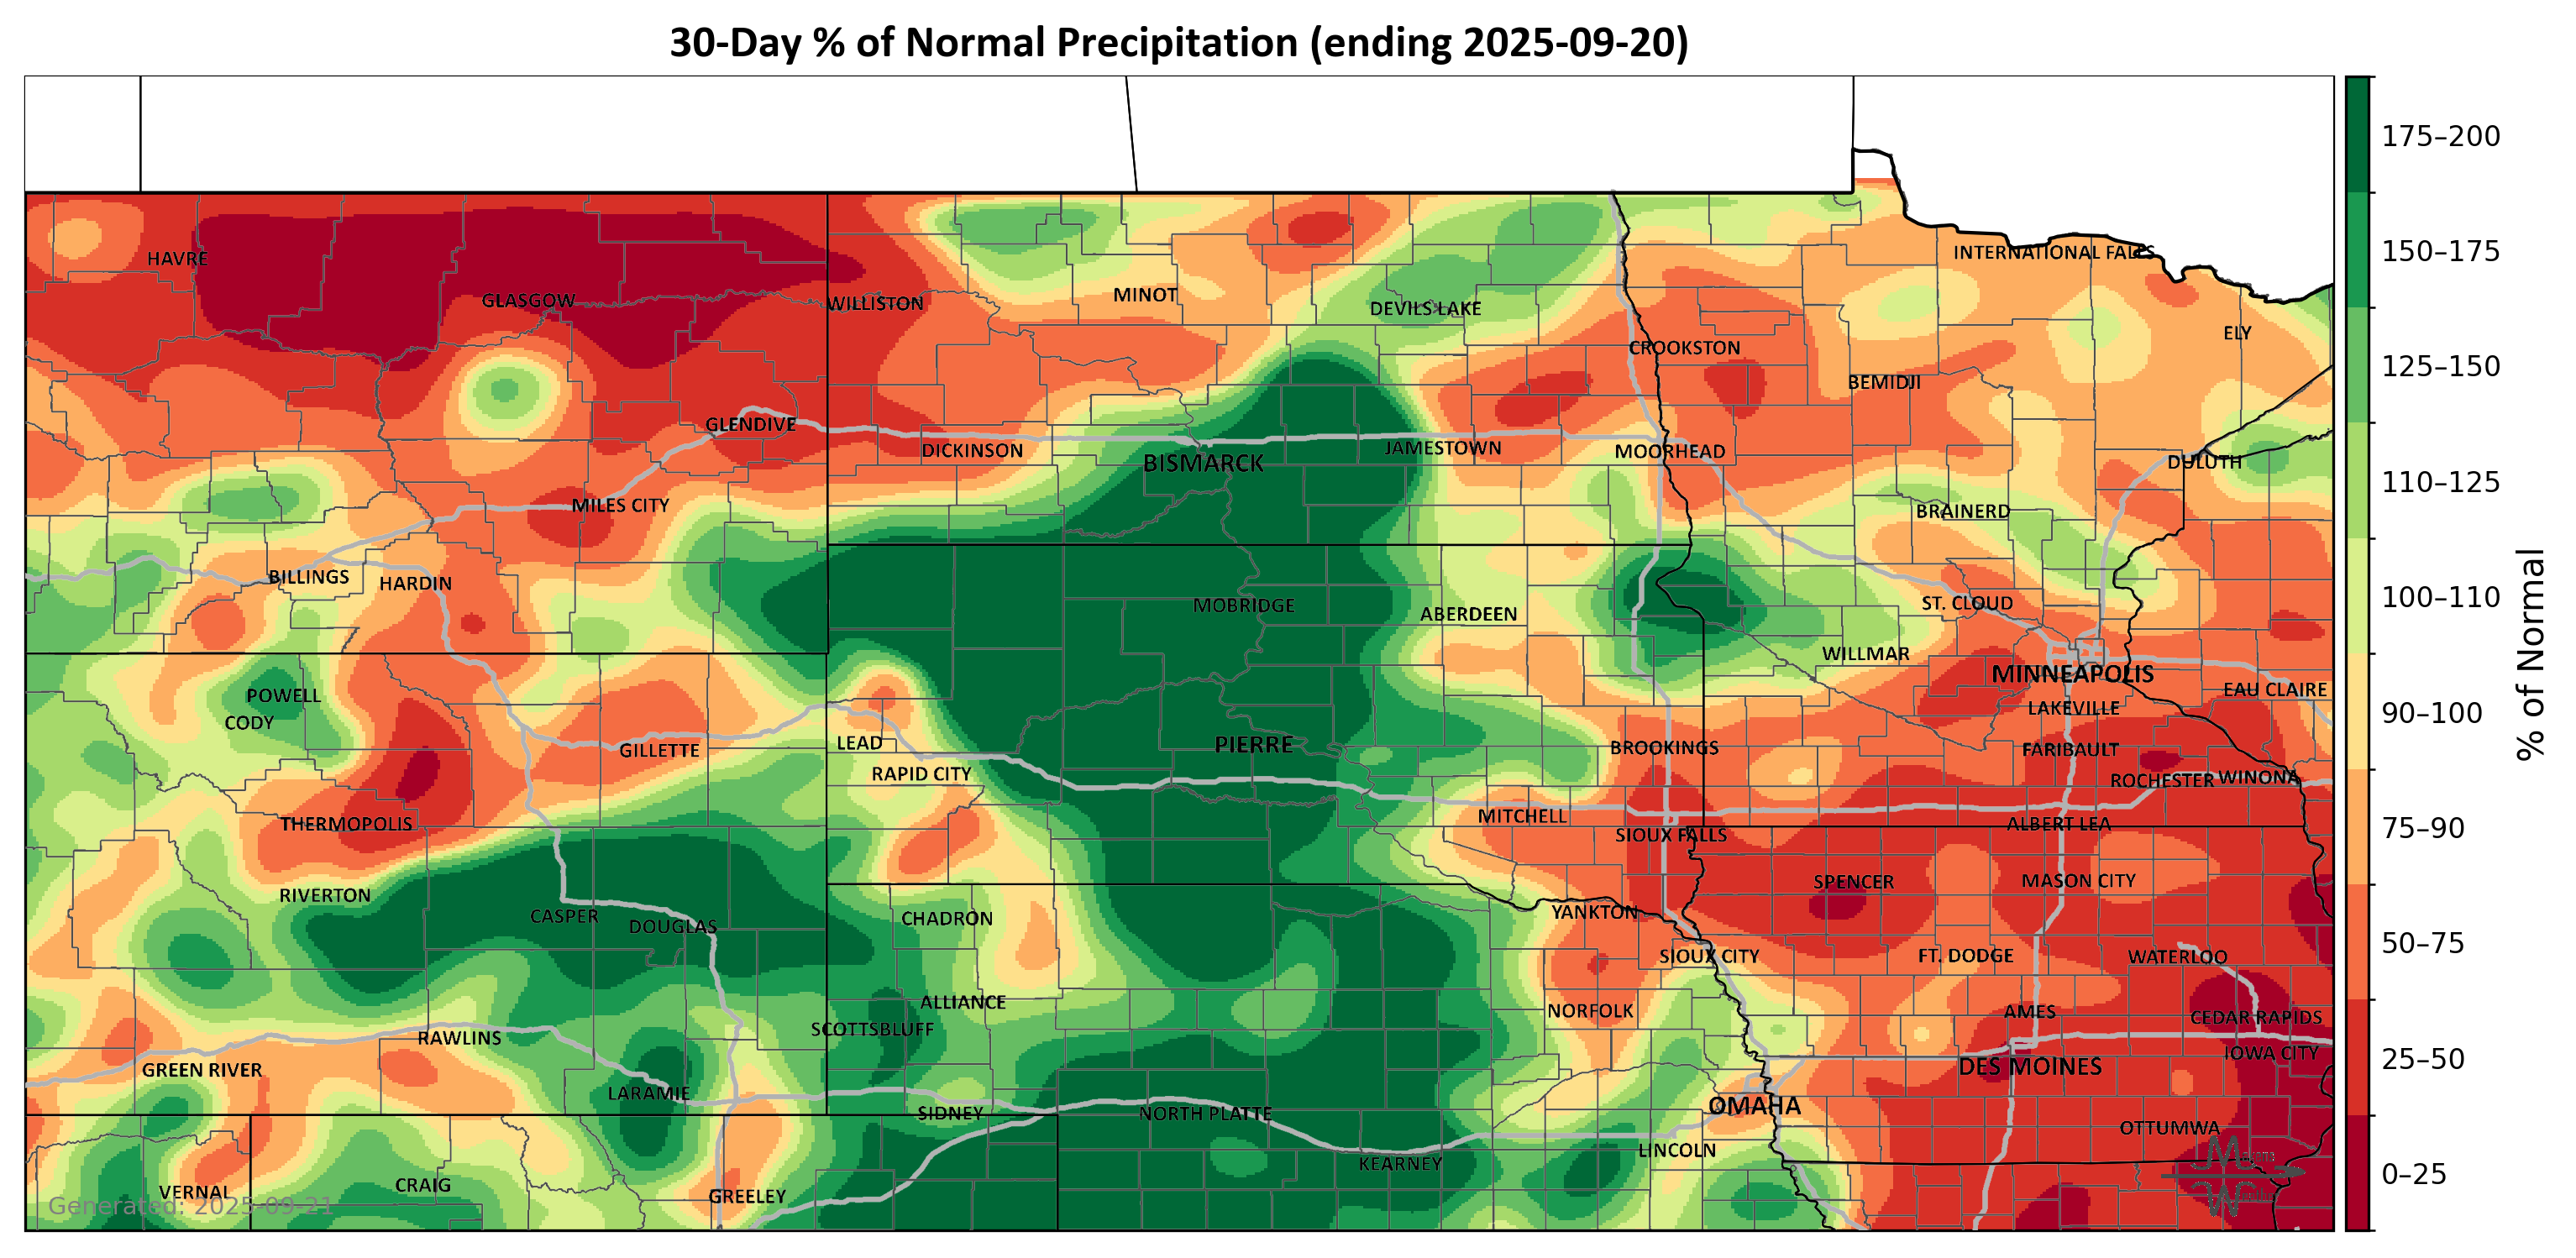 30-Day % of Normal Precipitation (ending 2025-09-20)
175–200
150–175
125–150
110–125
100–110
90–100
75–90
50–75
25–50
0–25
% of Normal
HAVRE
INTERNATIONAL FALLS
GLASGOW
WILLISTON
MINOT
DEVILS LAKE
ELY
CROOKSTON
BEMIDJI
GLENDIVE
DICKINSON
BISMARCK
JAMESTOWN
MOORHEAD
DULUTH
MILES CITY
BRAINERD
BILLINGS
HARDIN
MOBRIDGE
ABERDEEN
ST. CLOUD
WILLMAR
MINNEAPOLIS
EAU CLAIRE
POWELL
CODY
LAKEVILLE
GILLETTE
LEAD
PIERRE
BROOKINGS
FARIBAULT
RAPID CITY
ROCHESTER
WINONA
THERMOPOLIS
MITCHELL
SIOUX FALLS
ALBERT LEA
RIVERTON
SPENCER
MASON CITY
CASPER
DOUGLAS
CHADRON
YANKTON
SIOUX CITY
FT. DODGE
WATERLOO
ALLIANCE
NORFOLK
AMES
SCOTTSBLUFF
CEDAR RAPIDS
RAWLINS
IOWA CITY
GREEN RIVER
DES MOINES
LARAMIE
SIDNEY
NORTH PLATTE
OMAHA
OTTUMWA
LINCOLN
KEARNEY
VERNAL
CRAIG
GREELEY
Generated: 2025-09-21